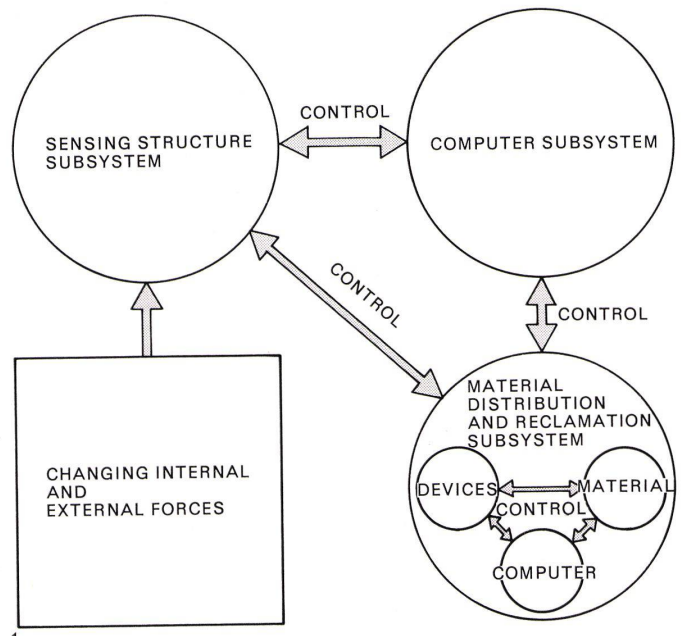 CONTROL
SENSING STRUCTURE
SUBSYSTEM
COMPUTER SUBSYSTEM
CONTROL
CONTROL
MATERIAL
DISTRIBUTION
AND RECLAMATION
SUBSYSTEM
CHANGING INTERNAL
AND
EXTERNAL FORCES
DEVICES
MATERIAL
CONTROL
COMPUTER